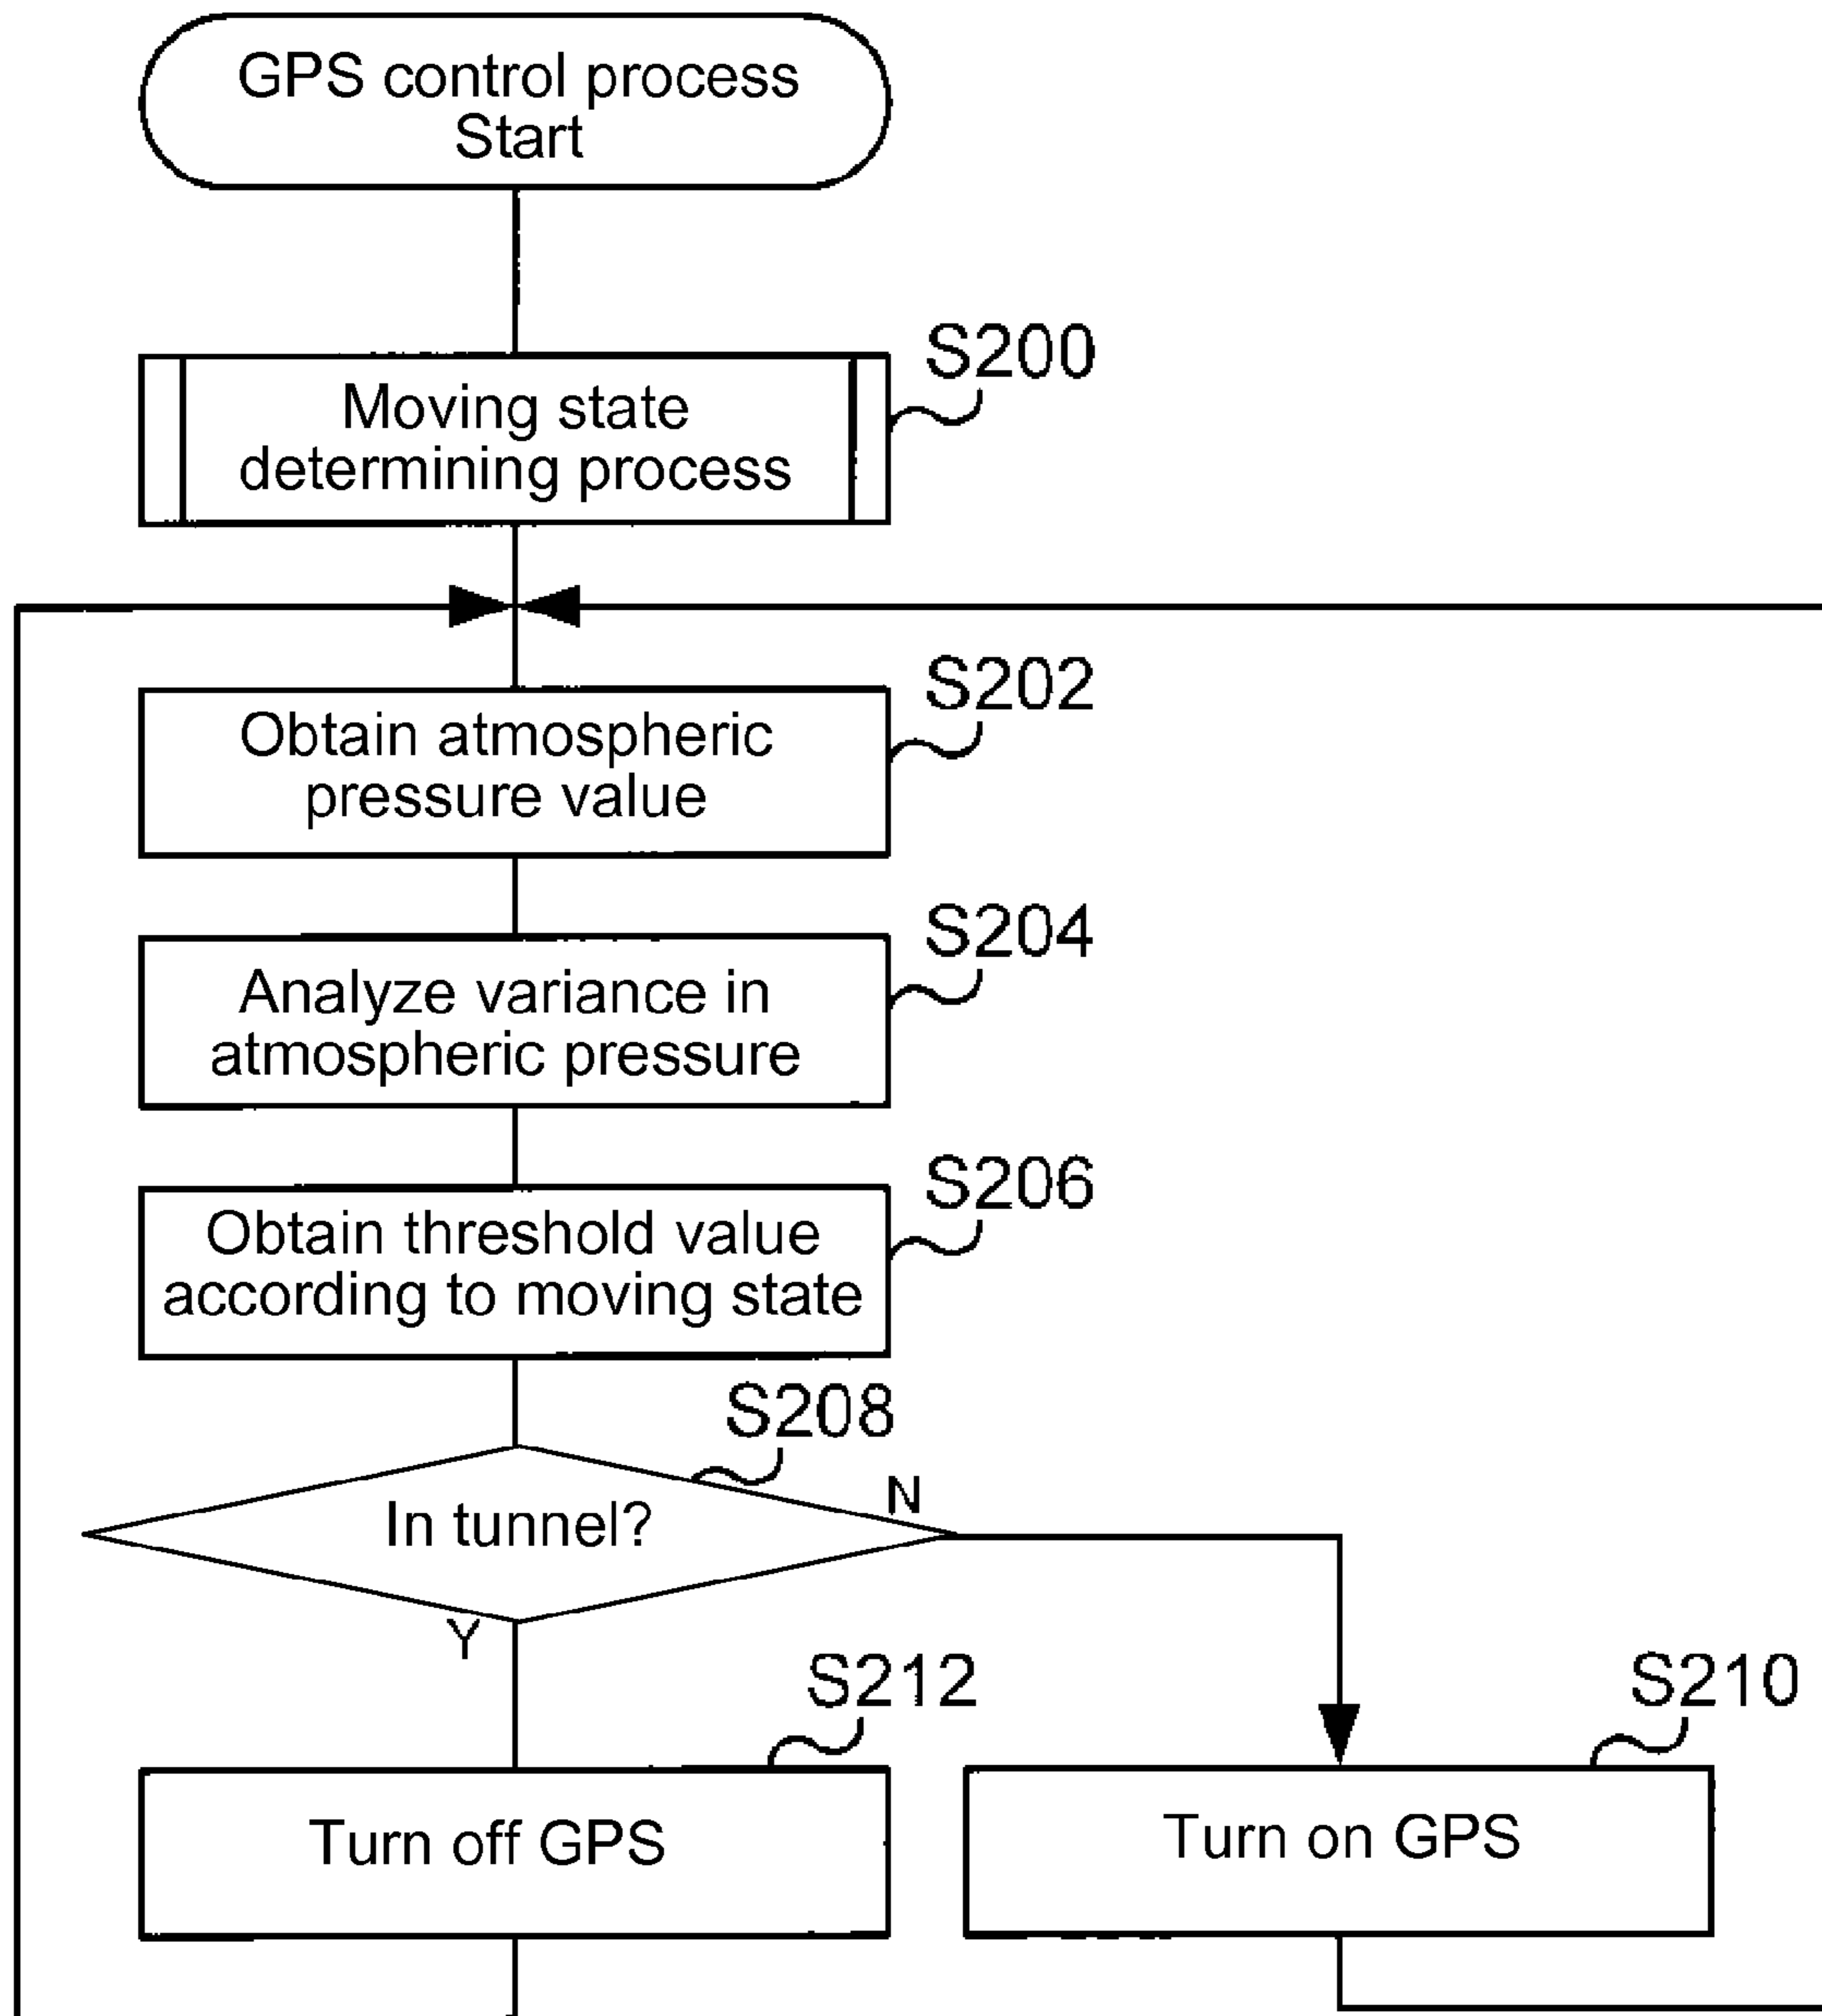 GPS control process
Start
S200
Moving state
determining process
S202
Obtain atmospheric
pressure value
S204
Analyze variance in
atmospheric pressure
S206
Obtain threshold value
according to moving state
S208
In tunnel?
N
Y
S212
Turn off GPS
S210
Turn on GPS